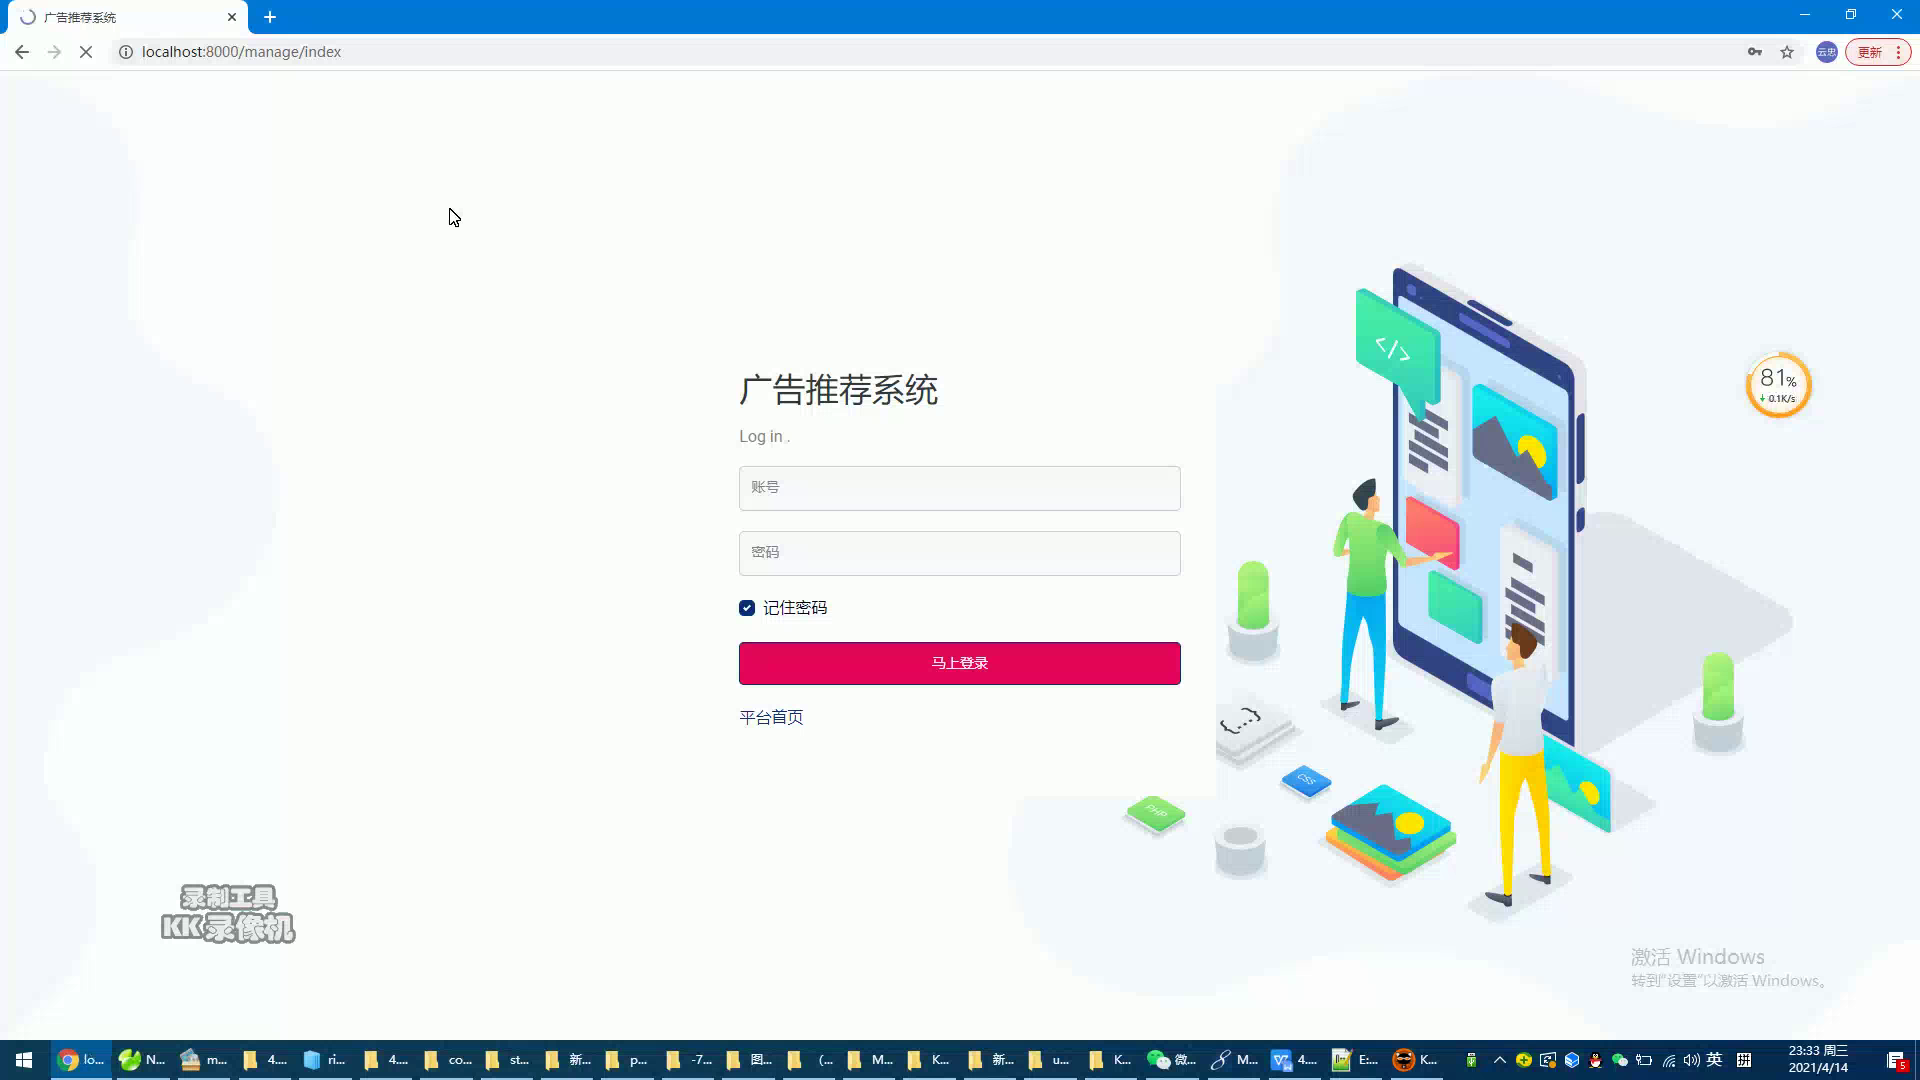 广告推荐系统
localhost:8000/manage/index
云忠
更新
广告推荐系统
Log in .
账号
密码
记住密码
马上登录
平台首页
</>
{...}
CSS
PHP
81%
0.1K/s
录制工具
KK录像机
激活 Windows
转到"设置"以激活 Windows。
lo... N... m... 4.... ri... 4.... co... st... 新... p... -7... 图... (... M... K... 新... u... K... 微... M... 4.... E:... K... 英 拼
23:33 周三
2021/4/14
5